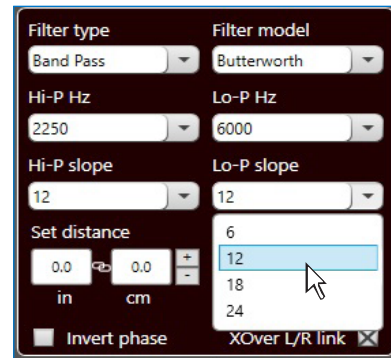 Filter type Filter model
Band Pass Butterworth
Hi-P Hz Lo-P Hz
2250 6000
Hi-P slope Lo-P slope
12 12
Set distance 6
0.0 0.0 + 12
-
in cm 18
24
Invert phase XOver L/R link